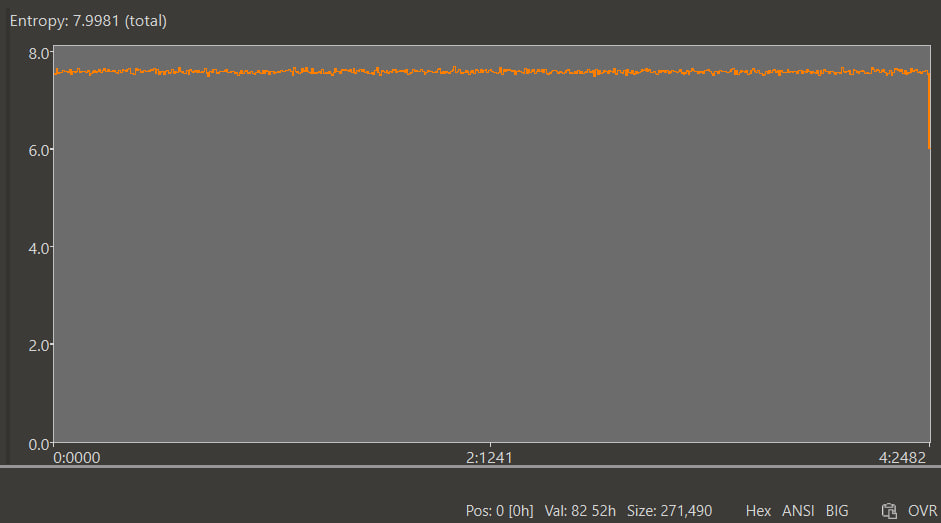 Entropy: 7.9981 (total)
8.0
6.0
4.0
2.0
0.0
0:0000 2:1241 4:2482
Pos: 0 [0h] Val: 82 52h Size: 271,490 Hex ANSI BIG OVR